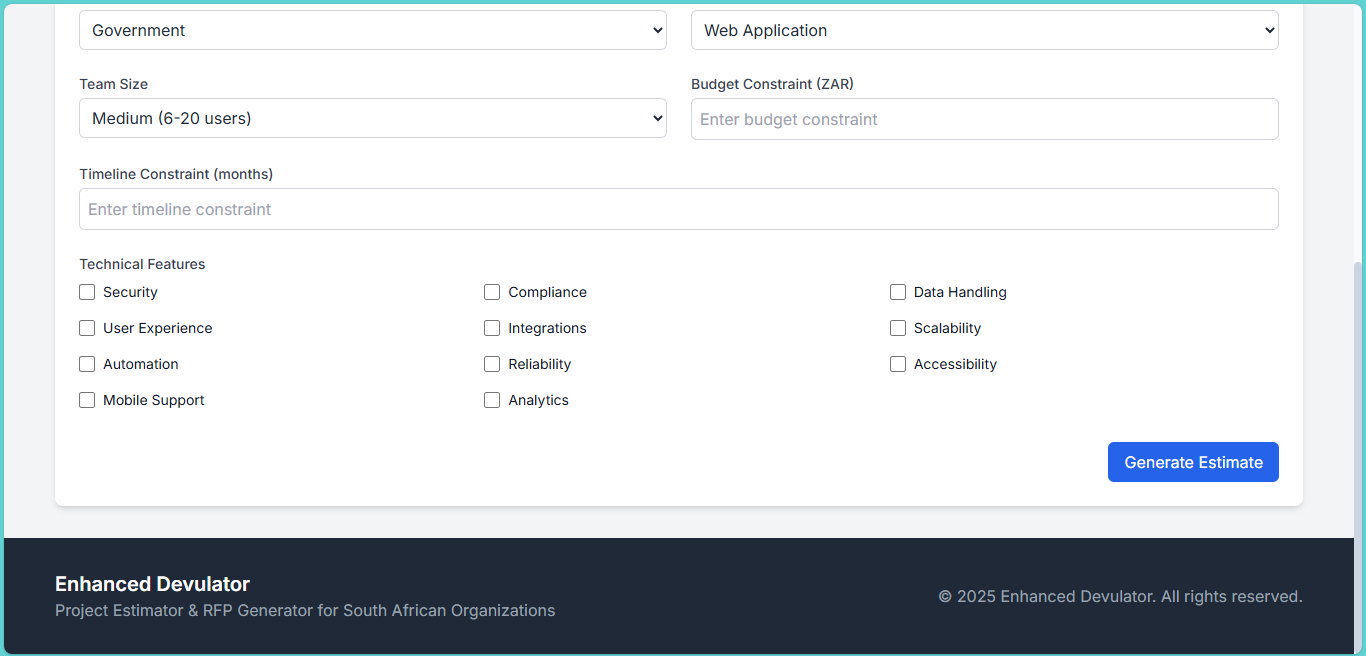 Government
Web Application
Team Size
Budget Constraint (ZAR)
Medium (6-20 users)
Enter budget constraint
Timeline Constraint (months)
Enter timeline constraint
Technical Features
Security
Compliance
Data Handling
User Experience
Integrations
Scalability
Automation
Reliability
Accessibility
Mobile Support
Analytics
Generate Estimate
Enhanced Devulator
Project Estimator & RFP Generator for South African Organizations
© 2025 Enhanced Devulator. All rights reserved.